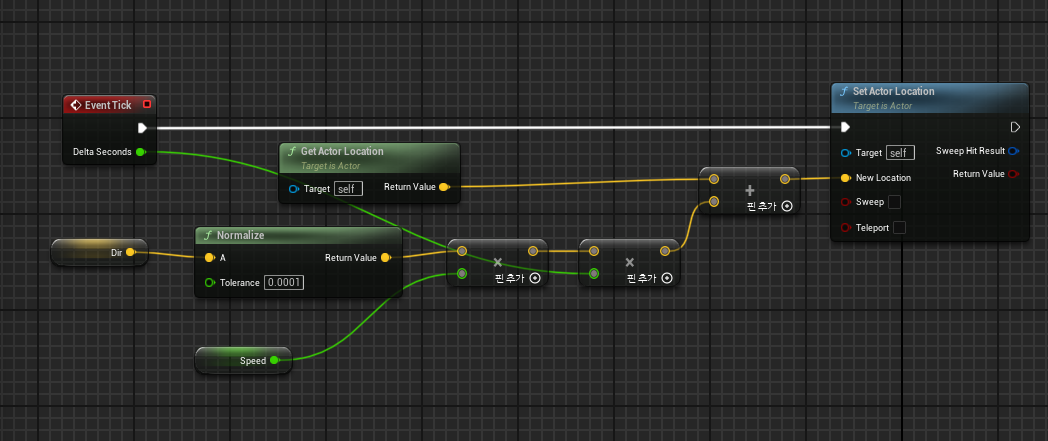 Event Tick
Delta Seconds
f Get Actor Location
Target is Actor
Target self
Return Value
Dir
f Normalize
A
Return Value
Tolerance 0.0001
Speed
×
핀 추가
×
핀 추가
+
핀 추가
f Set Actor Location
Target is Actor
Target self
Sweep Hit Result
New Location
Return Value
Sweep
Teleport